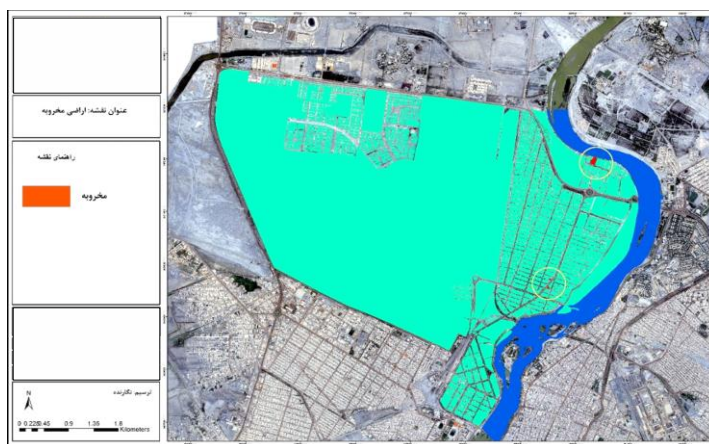 عنوان نقشه: اراضی مخروبه
راهنمای نقشه
مخروبه
ترسیم: نگارنده
N
0 0.225 0.45 0.9 1.35 1.8
Kilometers